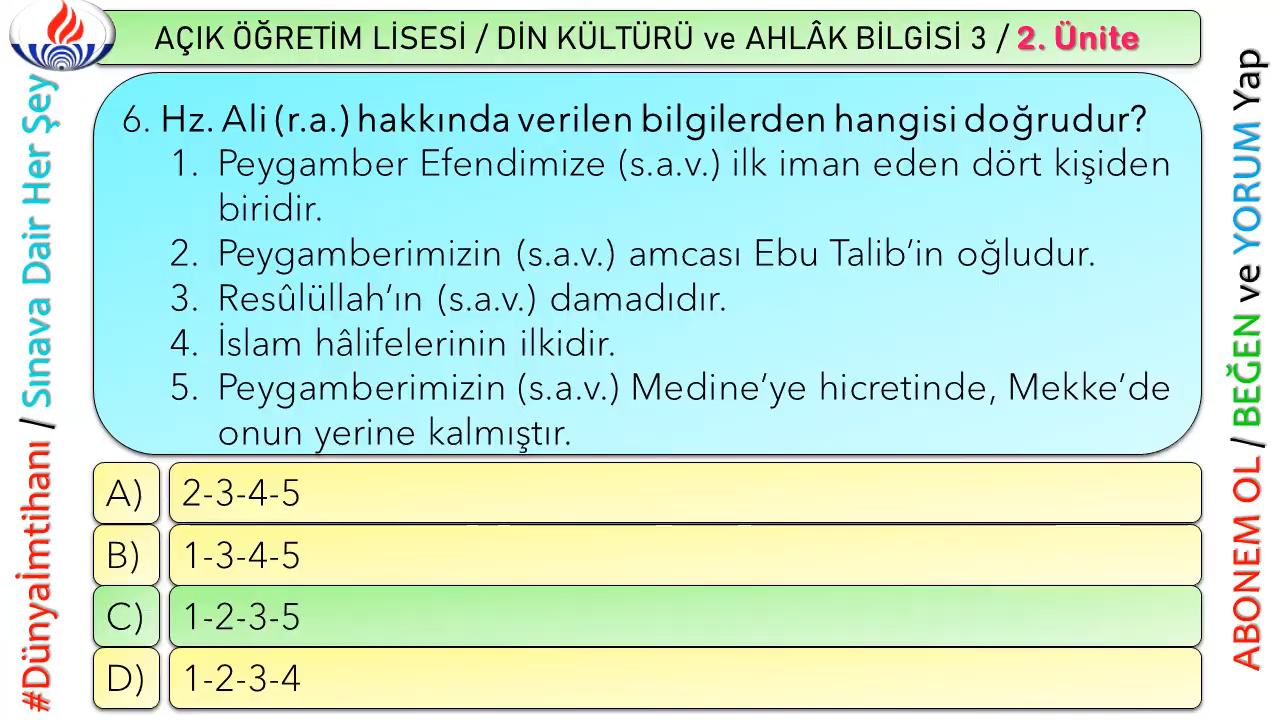 AÇIK ÖĞRETİM LİSESİ / DİN KÜLTÜRÜ ve AHLÂK BİLGİSİ 3 / 2. Ünite
6. Hz. Ali (r.a.) hakkında verilen bilgilerden hangisi doğrudur?
1. Peygamber Efendimize (s.a.v.) ilk iman eden dört kişiden
biridir.
2. Peygamberimizin (s.a.v.) amcası Ebu Talib’in oğludur.
3. Resûlüllah’ın (s.a.v.) damadıdır.
4. İslam hâlifelerinin ilkidir.
5. Peygamberimizin (s.a.v.) Medine’ye hicretinde, Mekke’de
onun yerine kalmıştır.
A) 2-3-4-5
B) 1-3-4-5
C) 1-2-3-5
D) 1-2-3-4
#Dünyaİmtihanı / Sınava Dair Her Şey
ABONEM OL / BEĞEN ve YORUM Yap